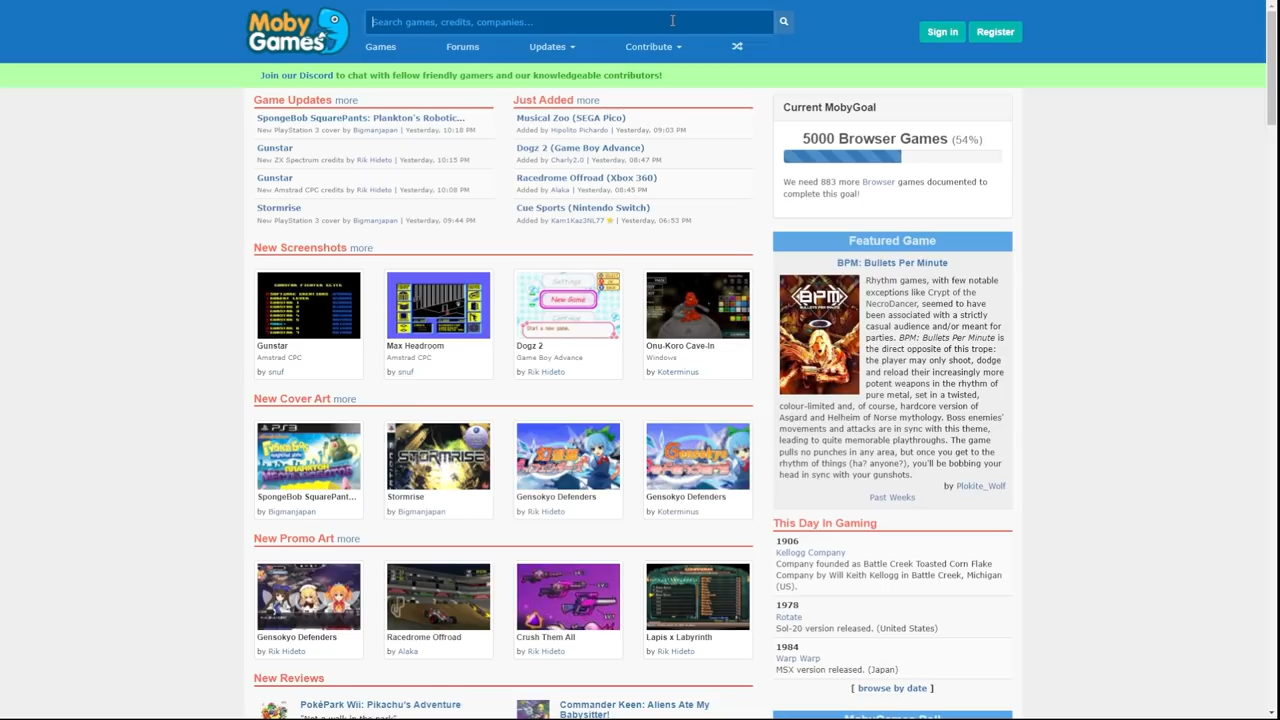 Moby Games
Search games, credits, companies...
Sign in
Register
Games
Forums
Updates
Contribute
Join our Discord to chat with fellow friendly gamers and our knowledgeable contributors!
Game Updates more
SpongeBob SquarePants: Plankton's Robotic...
New PlayStation 3 cover by Bigmanjapan | Yesterday, 10:18 PM
Gunstar
New ZX Spectrum credits by Rik Hideto | Yesterday, 10:15 PM
Gunstar
New Amstrad CPC credits by Rik Hideto | Yesterday, 10:08 PM
Stormrise
New PlayStation 3 cover by Bigmanjapan | Yesterday, 09:44 PM
Just Added more
Musical Zoo (SEGA Pico)
Added by Hipolito Pichardo | Yesterday, 09:03 PM
Dogz 2 (Game Boy Advance)
Added by Charly2.0 | Yesterday, 08:47 PM
Racedrome Offroad (Xbox 360)
Added by Alaka | Yesterday, 08:45 PM
Cue Sports (Nintendo Switch)
Added by Kam1Kaz3NL77 | Yesterday, 06:53 PM
New Screenshots more
Settings
New Game
Gunstar
Amstrad CPC
by snuf
Max Headroom
Amstrad CPC
by snuf
Dogz 2
Game Boy Advance
by Rik Hideto
Onu-Koro Cave-In
Windows
by Koterminus
New Cover Art more
PS3
STORMRISE
SpongeBob SquarePant...
by Bigmanjapan
Stormrise
by Bigmanjapan
Gensokyo Defenders
by Rik Hideto
Gensokyo Defenders
by Koterminus
New Promo Art more
Gensokyo Defenders
by Rik Hideto
Racedrome Offroad
by Alaka
Crush Them All
by Rik Hideto
Lapis x Labyrinth
by Rik Hideto
New Reviews
PokéPark Wii: Pikachu's Adventure
"Not a walk in the park"
Commander Keen: Aliens Ate My
Babysitter!
Current MobyGoal
5000 Browser Games (54%)
We need 883 more Browser games documented to
complete this goal!
Featured Game
BPM: Bullets Per Minute
BPM
Rhythm games, with few notable
exceptions like Crypt of the
NecroDancer, seemed to have
been associated with a strictly
casual audience and/or meant for
parties. BPM: Bullets Per Minute is
the direct opposite of this trope:
the player may only shoot, dodge
and reload their increasingly more
potent weapons in the rhythm of
pure metal, set in a twisted,
colour-limited and, of course, hardcore version of
Asgard and Helheim of Norse mythology. Boss enemies'
movements and attacks are in sync with this theme,
leading to quite memorable playthroughs. The game
pulls no punches in any area, but once you get to the
rhythm of things (ha? anyone?), you'll be bobbing your
head in sync with your gunshots.
by Plokite_Wolf
Past Weeks
This Day In Gaming
1906
Kellogg Company
Company founded as Battle Creek Toasted Corn Flake
Company by Will Keith Kellogg in Battle Creek, Michigan
(US).
1978
Rotate
Sol-20 version released. (United States)
1984
Warp Warp
MSX version released. (Japan)
[ browse by date ]
MobyGames Poll